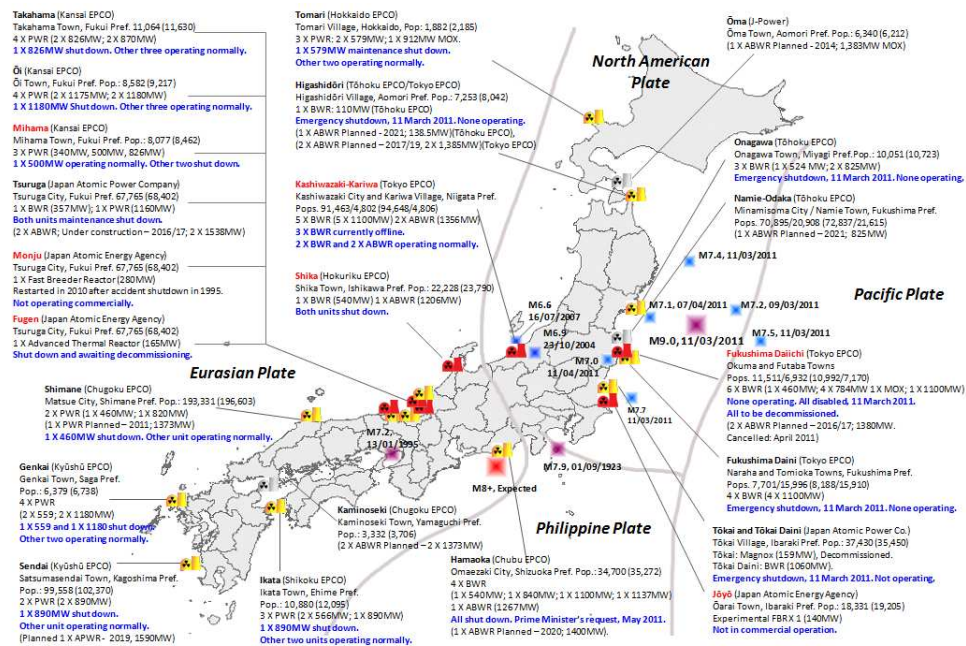 Takahama (Kansai EPCO)
Takahama Town, Fukui Pref. 11,064 (11,630)
4 X PWR (2 X 826MW; 2 X 870MW)
1 X 826MW shut down. Other three operating normally.
Ōi (Kansai EPCO)
Ōi Town, Fukui Pref. Pop.: 8,582 (9,217)
4 X PWR (2 X 1175MW; 2 X 1180MW)
1 X 1180MW Shut down. Other three operating normally.
Mihama (Kansai EPCO)
Mihama Town, Fukui Pref. Pop.: 8,077 (8,462)
3 X PWR (340MW, 500MW, 826MW)
1 X 500MW operating normally. Other two shut down.
Tsuruga (Japan Atomic Power Company)
Tsuruga City, Fukui Pref. 67,765 (68,402)
1 X BWR (357MW); 1 X PWR (1160MW)
Both units maintenance shut down.
(2 X ABWR; Under construction – 2016/17; 2 X 1538MW)
Monju (Japan Atomic Energy Agency)
Tsuruga City, Fukui Pref. 67,765 (68,402)
1 X Fast Breeder Reactor (280MW)
Restarted in 2010 after accident shutdown in 1995.
Not operating commercially.
Fugen (Japan Atomic Energy Agency)
Tsuruga City, Fukui Pref. 67,765 (68,402)
1 X Advanced Thermal Reactor (165MW)
Shut down and awaiting decommissioning.
Eurasian Plate
Shimane (Chugoku EPCO)
Matsue City, Shimane Pref. Pop.: 193,331 (196,603)
2 X PWR (1 X 460MW; 1 X 820MW)
(1 X PWR Planned – 2011; 1373MW)
1 X 460MW shut down. Other unit operating normally.
Genkai (Kyūshū EPCO)
Genkai Town, Saga Pref.
Pop.: 6,379 (6,738)
4 X PWR
(2 X 559; 2 X 1180MW)
1 X 559 and 1 X 1180 shut down.
Other two operating normally.
Sendai (Kyūshū EPCO)
Satsumasendai Town, Kagoshima Pref.
Pop.: 99,558 (102,370)
2 X PWR (2 X 890MW)
1 X 890MW shut down.
Other unit operating normally.
(Planned 1 X APWR - 2019, 1590MW)
Tomari (Hokkaido EPCO)
Tomari Village, Hokkaido, Pop: 1,882 (2,185)
3 X PWR: 2 X 579MW; 1 X 912MW MOX.
1 X 579MW maintenance shut down.
Other two operating normally.
Higashidōri (Tōhoku EPCO/Tokyo EPCO)
Higashidōri Village, Aomori Pref. Pop: 7,253 (8,042)
1 X BWR: 110MW (Tōhoku EPCO)
Emergency shutdown, 11 March 2011. None operating.
(1 X ABWR Planned - 2021; 138.5MW)(Tōhoku EPCO),
(2 X ABWR Planned – 2017/19, 2 X 1,385MW)(Tokyo EPCO)
Kashiwazaki-Kariwa (Tokyo EPCO)
Kashiwazaki City and Kariwa Village, Niigata Pref.
Pops. 91,463/4,802 (94,648/4,806)
5 X BWR (5 X 1100MW) 2 X ABWR (1356MW)
3 X BWR currently offline.
2 X BWR and 2 X ABWR operating normally.
Shika (Hokuriku EPCO)
Shika Town, Ishikawa Pref. Pop.: 22,228 (23,790)
1 X BWR (540MW) 1 X ABWR (1206MW)
Both units shut down.
North American
Plate
Ōma (J-Power)
Ōma Town, Aomori Pref. Pop: 6,340 (6,212)
(1 X ABWR Planned - 2014; 1,383MW MOX)
Onagawa (Tōhoku EPCO)
Onagawa Town, Miyagi Pref. Pop.: 10,051 (10,723)
3 X BWR (1 X 524 MW; 2 X 825MW)
Emergency shutdown, 11 March 2011. None operating,
Namie-Odaka (Tōhoku EPCO)
Minamisoma City / Namie Town, Fukushima Pref.
Pops. 70,895/20,908 (72,837/21,615)
(1 X ABWR Planned – 2021; 825MW)
M7.4, 11/03/2011
Pacific Plate
M7.1, 07/04/2011
M7.2, 09/03/2011
M9.0, 11/03/2011
M7.5, 11/03/2011
M6.6
16/07/2007
M6.9
23/10/2004
M7.0
11/04/2011
M7.7
11/03/2011
M7.2,
13/01/1995
M7.9, 01/09/1923
M8+, Expected
Philippine Plate
Fukushima Daiichi (Tokyo EPCO)
Okuma and Futaba Towns
Pops. 11,511/6,932 (10,992/7,170)
6 X BWR (1 X 460MW; 4 X 784MW 1 X MOX; 1 X 1100MW)
None operating. All disabled, 11 March 2011.
All to be decommissioned.
(2 X ABWR Planned – 2016/17; 1380MW.
Cancelled: April 2011)
Fukushima Daini (Tokyo EPCO)
Naraha and Tomioka Towns, Fukushima Pref.
Pops. 7,701/15,996 (8,188/15,910)
4 X BWR (4 X 1100MW)
Emergency shutdown, 11 March 2011. None operating.
Tōkai and Tōkai Daini (Japan Atomic Power Co.)
Tōkai Village, Ibaraki Pref. Pop.: 37,430 (35,450)
Tōkai: Magnox (159MW), Decommissioned.
Tōkai Daini: BWR (1060MW).
Emergency shutdown, 11 March 2011. Not operating,
Jōyō (Japan Atomic Energy Agency)
Ōarai Town, Ibaraki Pref. Pop.: 18,331 (19,205)
Experimental FBRX 1 (140MW)
Not in commercial operation.
Kaminoseki (Chugoku EPCO)
Kaminoseki Town, Yamaguchi Pref.
Pop.: 3,332 (3,706)
(2 X ABWR Planned – 2 X 1373MW)
Ikata (Shikoku EPCO)
Ikata Town, Ehime Pref.
Pop.: 10,880 (12,095)
3 X PWR (2 X 566MW; 1 X 890MW)
1 X 890MW shut down.
Other two units operating normally.
Hamaoka (Chubu EPCO)
Omaezaki City, Shizuoka Pref. Pop.: 34,700 (35,272)
4 X BWR
(1 X 540MW; 1 X 840MW; 1 X 1100MW; 1 X 1137MW)
1 X ABWR (1267MW)
All shut down. Prime Minister's request, May 2011.
(1 X ABWR Planned – 2020; 1400MW).